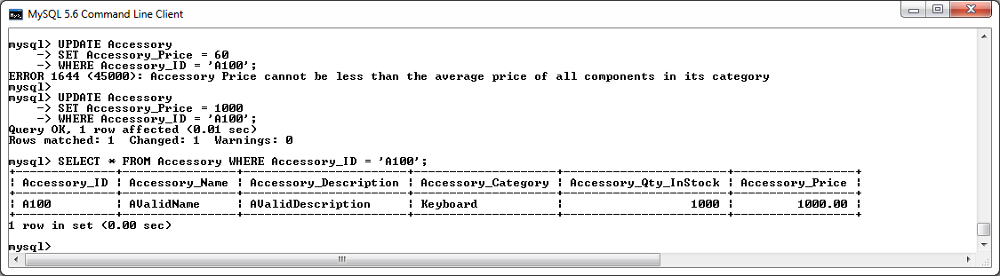 MySQL 5.6 Command Line Client
mysql> UPDATE Accessory
    -> SET Accessory_Price = 60
    -> WHERE Accessory_ID = 'A100';
ERROR 1644 (45000): Accessory Price cannot be less than the average price of all components in its category
mysql>
mysql> UPDATE Accessory
    -> SET Accessory_Price = 1000
    -> WHERE Accessory_ID = 'A100';
Query OK, 1 row affected (0.01 sec)
Rows matched: 1  Changed: 1  Warnings: 0
mysql> SELECT * FROM Accessory WHERE Accessory_ID = 'A100';
+--------------+----------------+-----------------------+--------------------+-----------------------+-----------------+
| Accessory_ID | Accessory_Name | Accessory_Description | Accessory_Category | Accessory_Qty_InStock | Accessory_Price |
+--------------+----------------+-----------------------+--------------------+-----------------------+-----------------+
| A100         | AValidName     | AValidDescription     | Keyboard           |                  1000 |         1000.00 |
+--------------+----------------+-----------------------+--------------------+-----------------------+-----------------+
1 row in set (0.00 sec)
mysql>